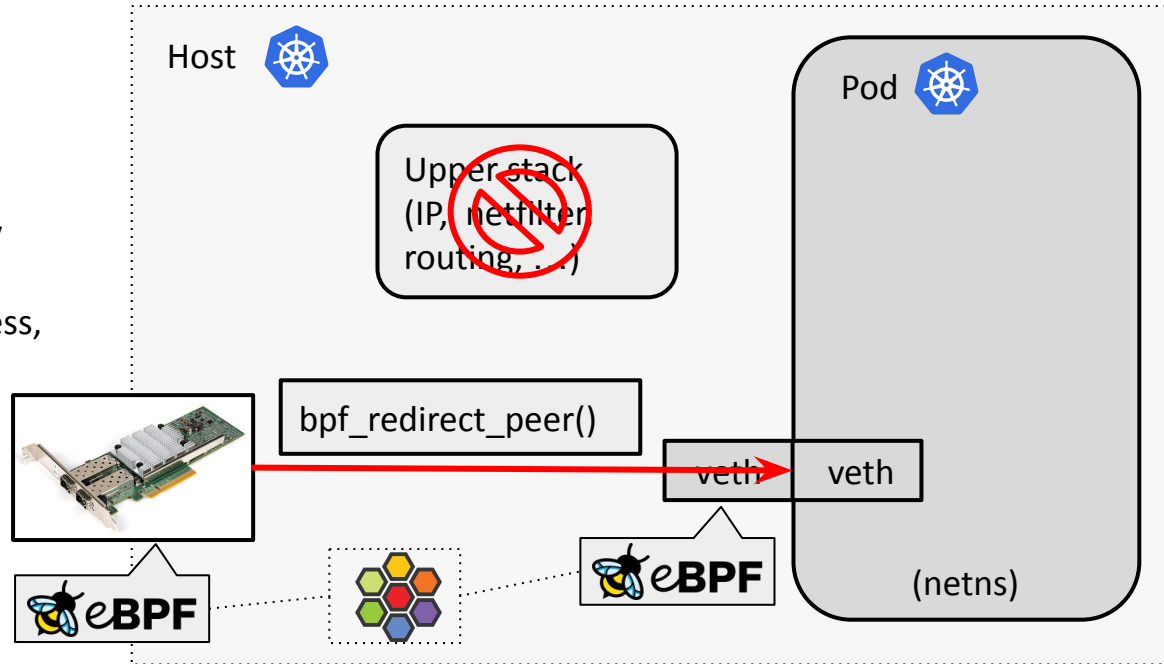 Host
Pod
Upper stack
(IP, netfilter,
routing, …)
ess,
bpf_redirect_peer()
veth
veth
eBPF
eBPF
(netns)